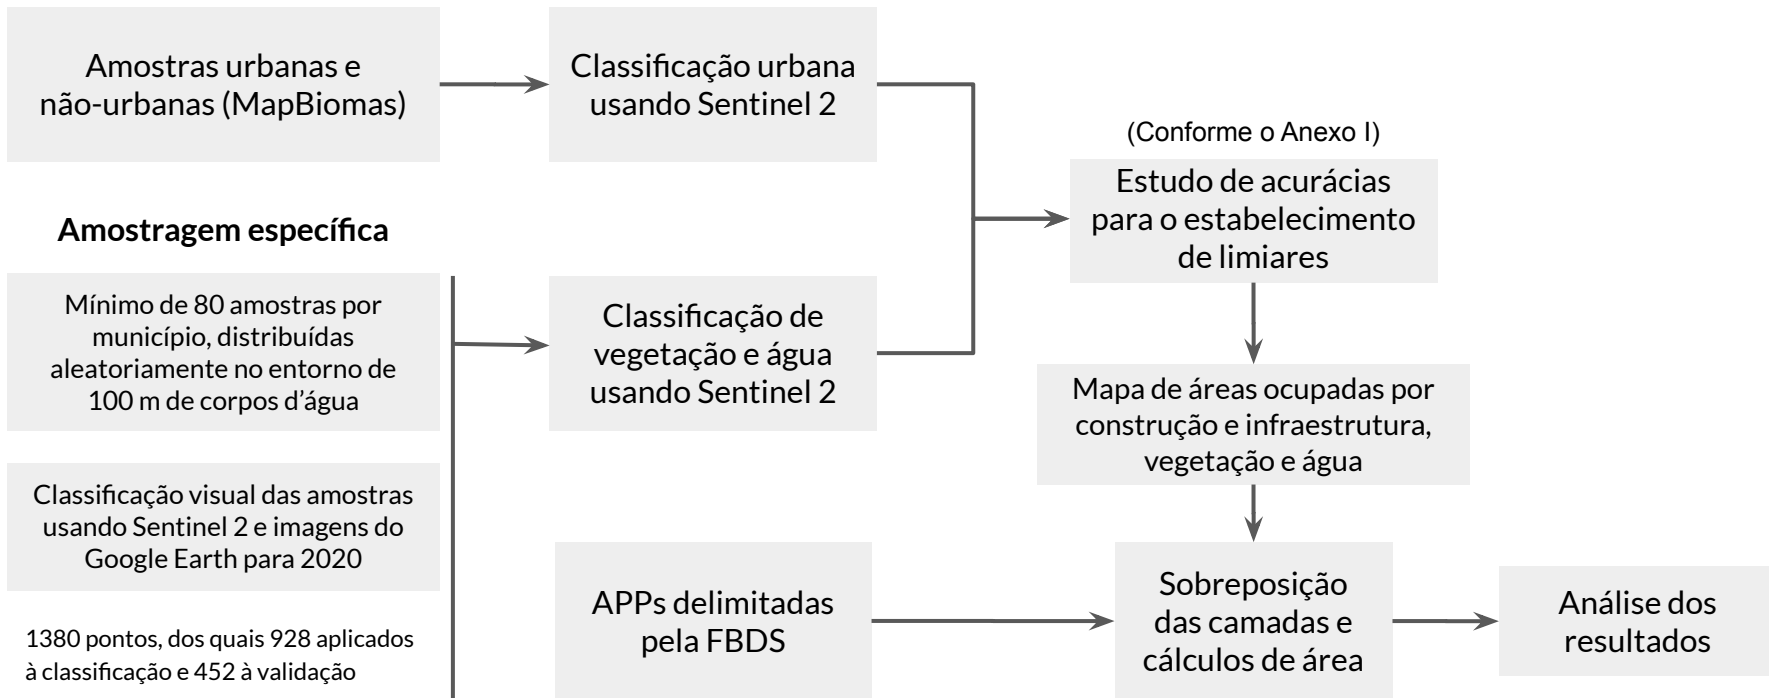 Amostras urbanas e
não-urbanas (MapBiomas)
Classificação urbana
usando Sentinel 2
(Conforme o Anexo I)
Estudo de acurácias
para o estabelecimento
de limiares
Amostragem específica
Mínimo de 80 amostras por
município, distribuídas
aleatoriamente no entorno de
100 m de corpos d’água
Classificação de
vegetação e água
usando Sentinel 2
Mapa de áreas ocupadas por
construção e infraestrutura,
vegetação e água
Classificação visual das amostras
usando Sentinel 2 e imagens do
Google Earth para 2020
1380 pontos, dos quais 928 aplicados
à classificação e 452 à validação
APPs delimitadas
pela FBDS
Sobreposição
das camadas e
cálculos de área
Análise dos
resultados